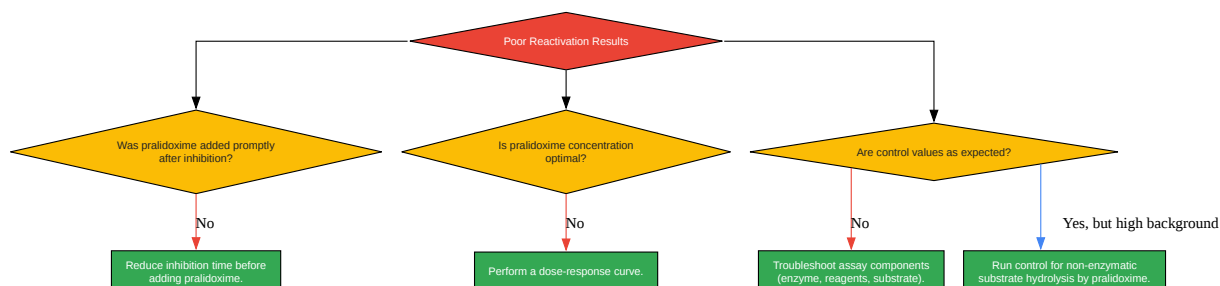 Poor Reactivation Results
Was pralidoxime added promptly
after inhibition?
Is pralidoxime concentration
optimal?
Are control values as expected?
No
No
No
Yes, but high background
Reduce inhibition time before
adding pralidoxime.
Perform a dose-response curve.
Troubleshoot assay components
(enzyme, reagents, substrate).
Run control for non-enzymatic
substrate hydrolysis by pralidoxime.